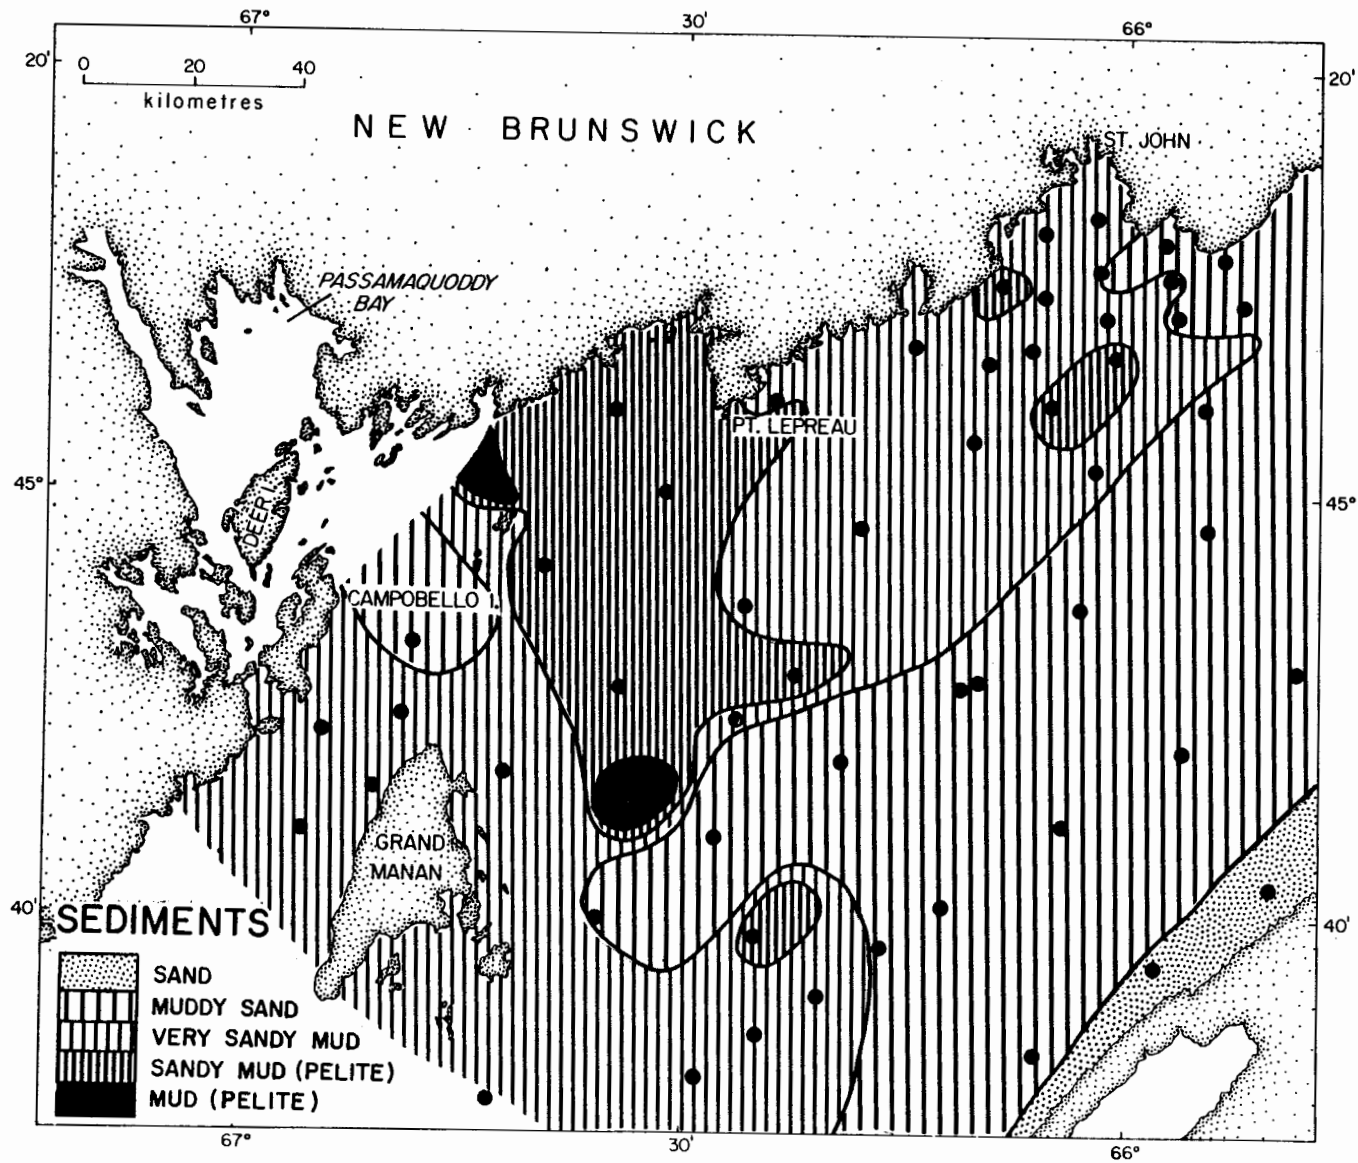 67°
30'
66°
20'
0 20 40
20'
kilometres
NEW BRUNSWICK
ST. JOHN
PASSAMAQUODDY
BAY
PT. LEPREAU
45°
45°
DEER I.
CAMPOBELLO I.
GRAND
MANAN
40'
40'
SEDIMENTS
SAND
MUDDY SAND
VERY SANDY MUD
SANDY MUD (PELITE)
MUD (PELITE)
67°
30'
66°